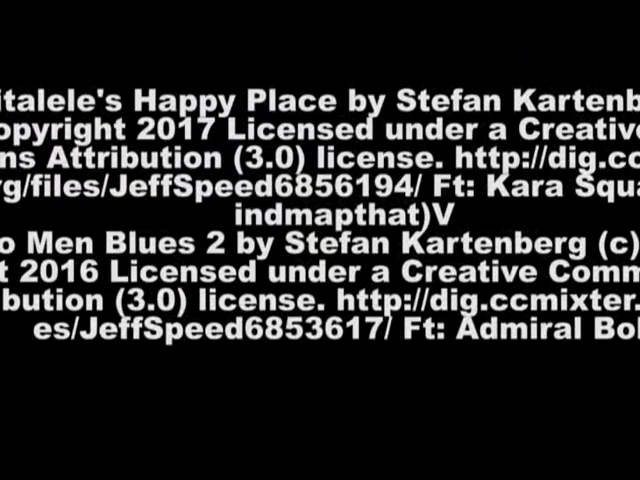 italele's Happy Place by Stefan Kartenb
opyright 2017 Licensed under a Creativ
ns Attribution (3.0) license. http://dig.cc
rg/files/JeffSpeed6856194/ Ft: Kara Squa
indmapthat)V
o Men Blues 2 by Stefan Kartenberg (c)
t 2016 Licensed under a Creative Comm
bution (3.0) license. http://dig.ccmixter.
es/JeffSpeed6853617/ Ft: Admiral Bo